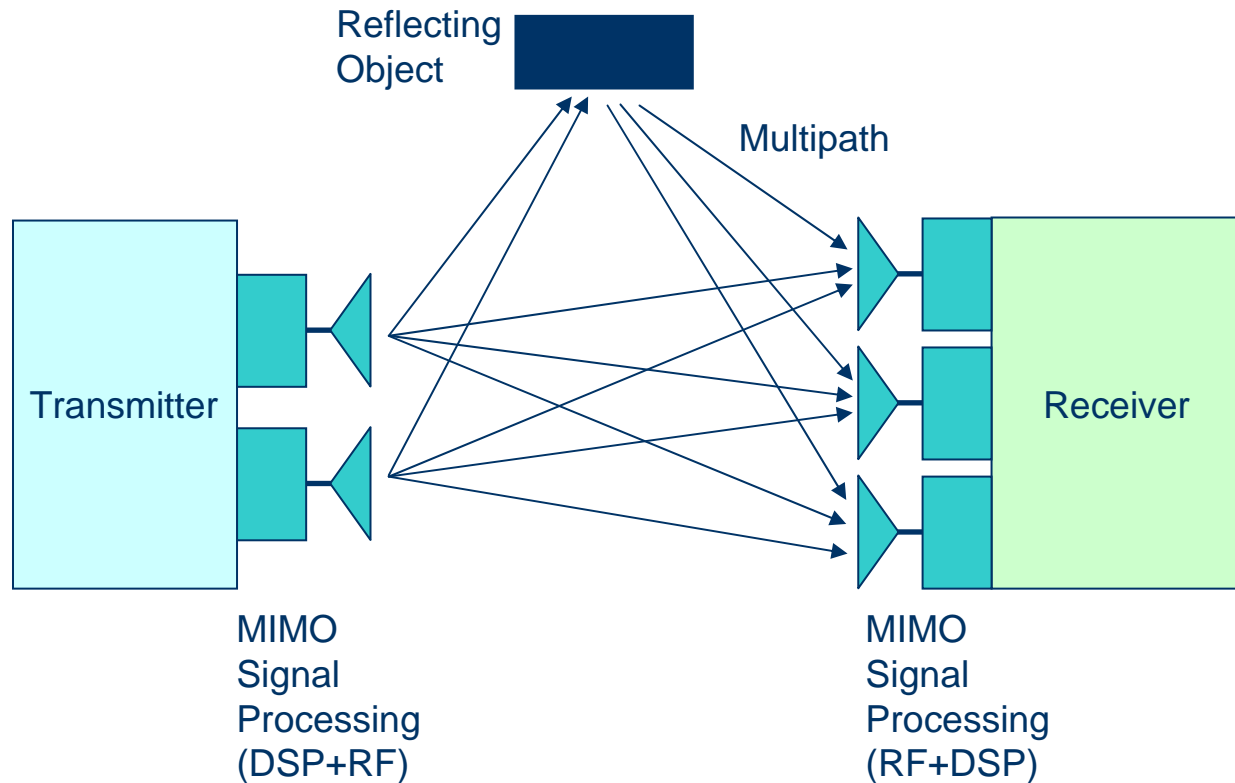 Reflecting
Object
Multipath
Transmitter
Receiver
MIMO
Signal
Processing
(DSP+RF)
MIMO
Signal
Processing
(RF+DSP)